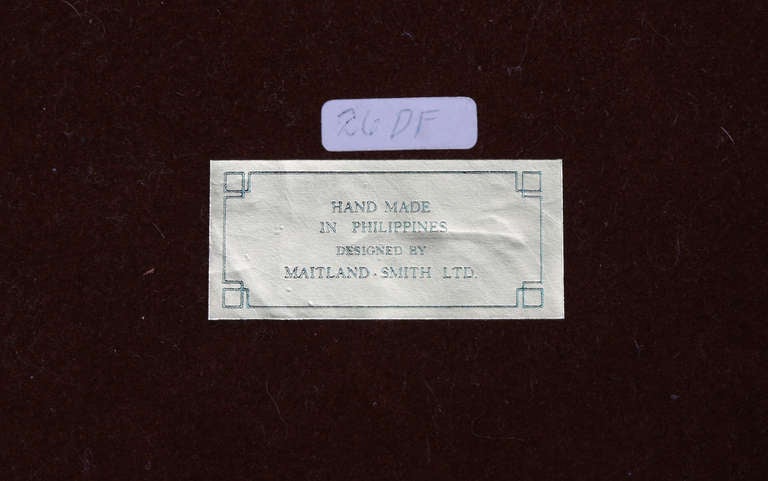 26 DF
HAND MADE
IN PHILIPPINES
DESIGNED BY
MAITLAND-SMITH LTD.